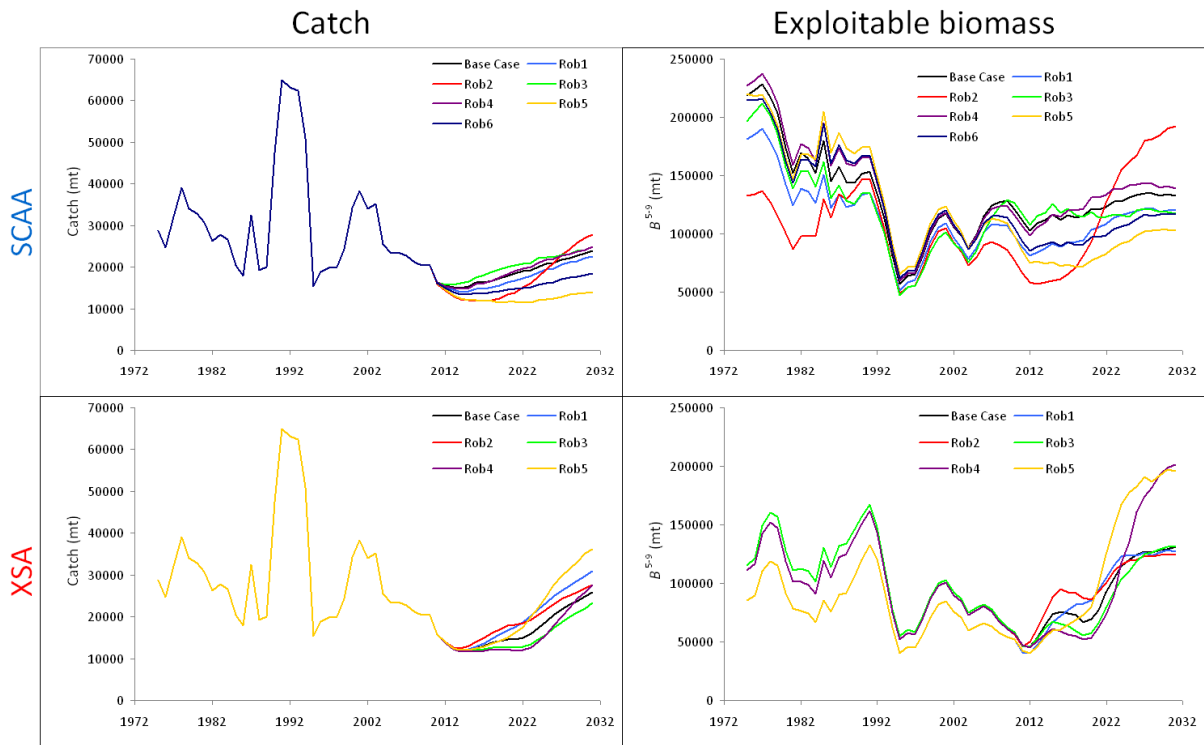 Catch
Exploitable biomass
SCAA
Catch (mt)
70000
60000
50000
40000
30000
20000
10000
0
1972 1982 1992 2002 2012 2022 2032
Base Case Rob1
Rob2 Rob3
Rob4 Rob5
Rob6
B⁵⁻⁹ (mt)
250000
200000
150000
100000
50000
0
1972 1982 1992 2002 2012 2022 2032
Base Case Rob1
Rob2 Rob3
Rob4 Rob5
Rob6
XSA
Catch (mt)
70000
60000
50000
40000
30000
20000
10000
0
1972 1982 1992 2002 2012 2022 2032
Base Case Rob1
Rob2 Rob3
Rob4 Rob5
B⁵⁻⁹ (mt)
250000
200000
150000
100000
50000
0
1972 1982 1992 2002 2012 2022 2032
Base Case Rob1
Rob2 Rob3
Rob4 Rob5